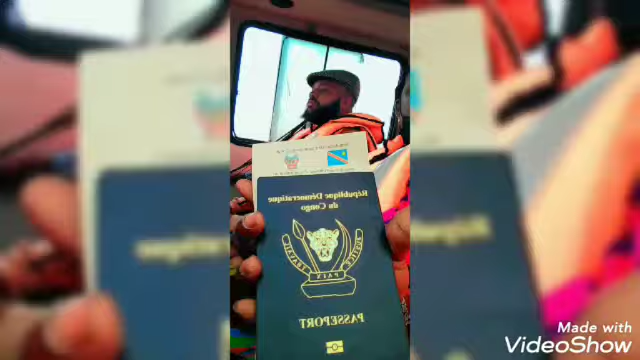 République Démocratique
du Congo
JUSTICE
PAIX
TRAVAIL
PASSEPORT
Made with
VideoShow